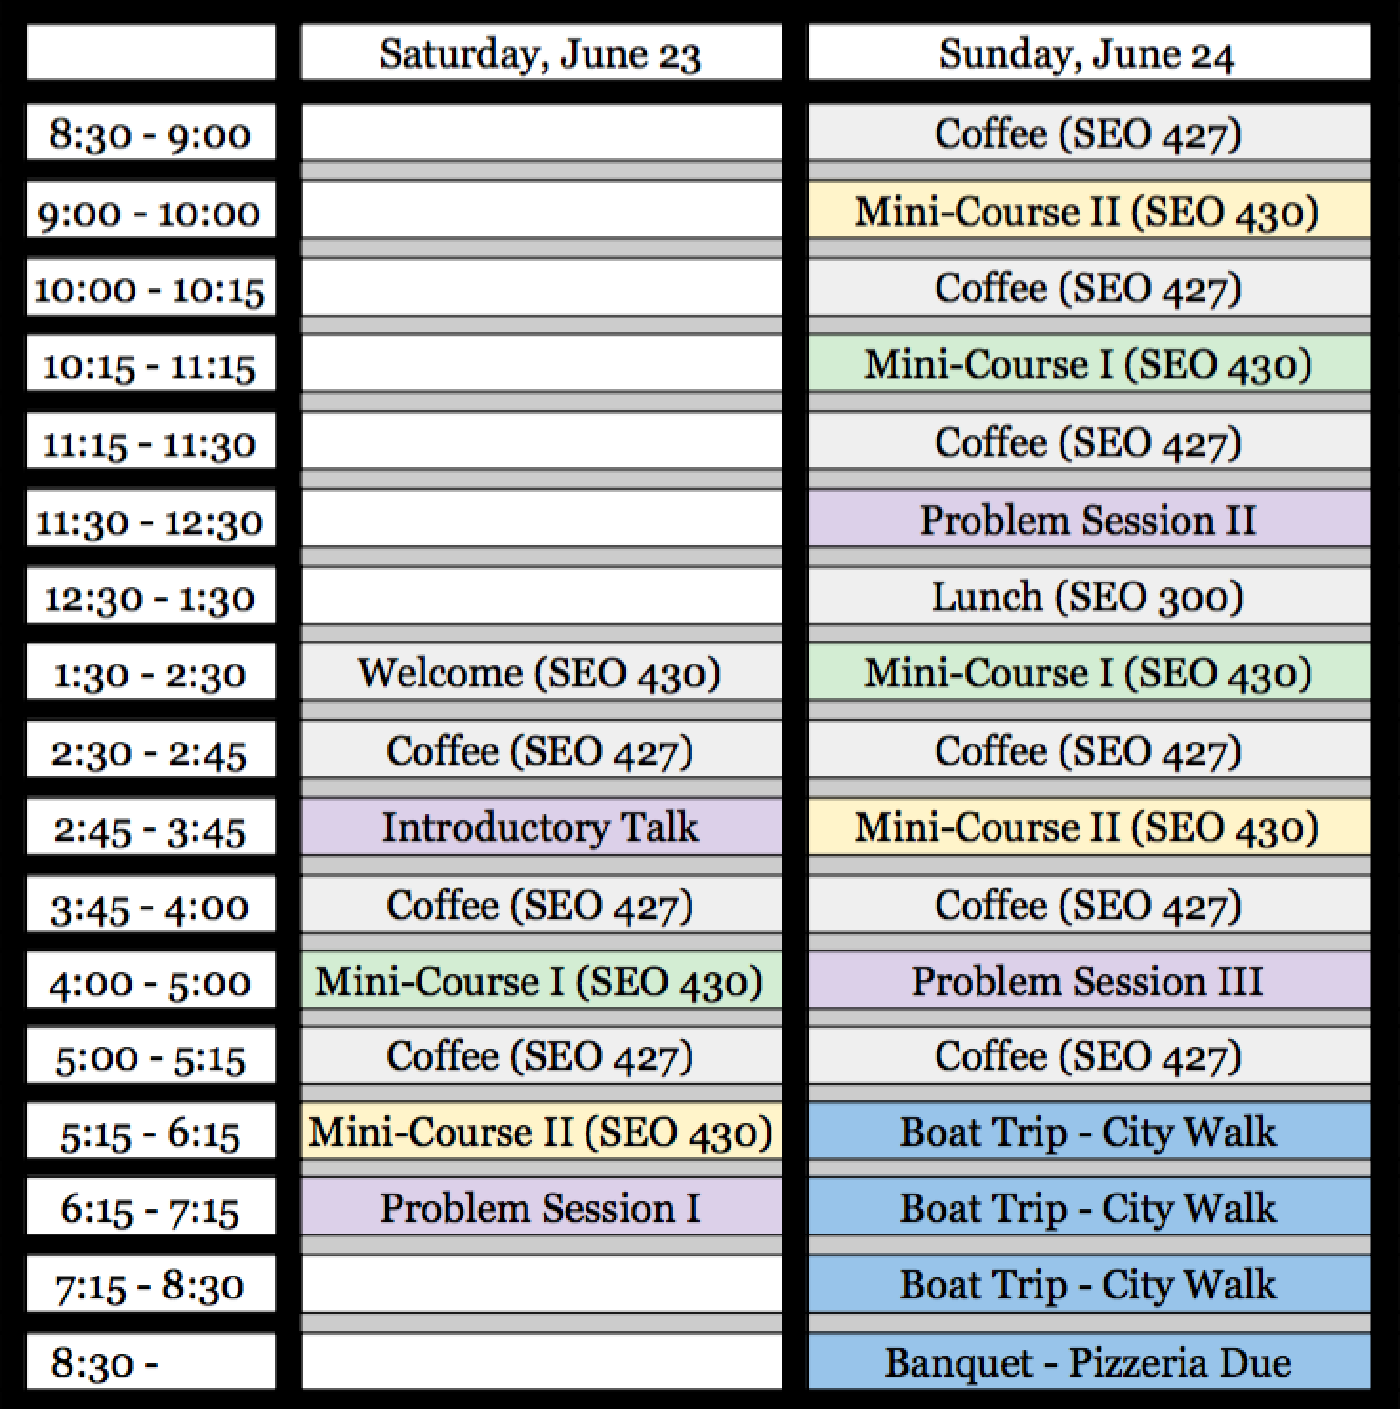 Saturday, June 23 Sunday, June 24
8:30 - 9:00 Coffee (SEO 427)
9:00 - 10:00 Mini-Course II (SEO 430)
10:00 - 10:15 Coffee (SEO 427)
10:15 - 11:15 Mini-Course I (SEO 430)
11:15 - 11:30 Coffee (SEO 427)
11:30 - 12:30 Problem Session II
12:30 - 1:30 Lunch (SEO 300)
1:30 - 2:30 Welcome (SEO 430) Mini-Course I (SEO 430)
2:30 - 2:45 Coffee (SEO 427) Coffee (SEO 427)
2:45 - 3:45 Introductory Talk Mini-Course II (SEO 430)
3:45 - 4:00 Coffee (SEO 427) Coffee (SEO 427)
4:00 - 5:00 Mini-Course I (SEO 430) Problem Session III
5:00 - 5:15 Coffee (SEO 427) Coffee (SEO 427)
5:15 - 6:15 Mini-Course II (SEO 430) Boat Trip - City Walk
6:15 - 7:15 Problem Session I Boat Trip - City Walk
7:15 - 8:30 Boat Trip - City Walk
8:30 - Banquet - Pizzeria Due